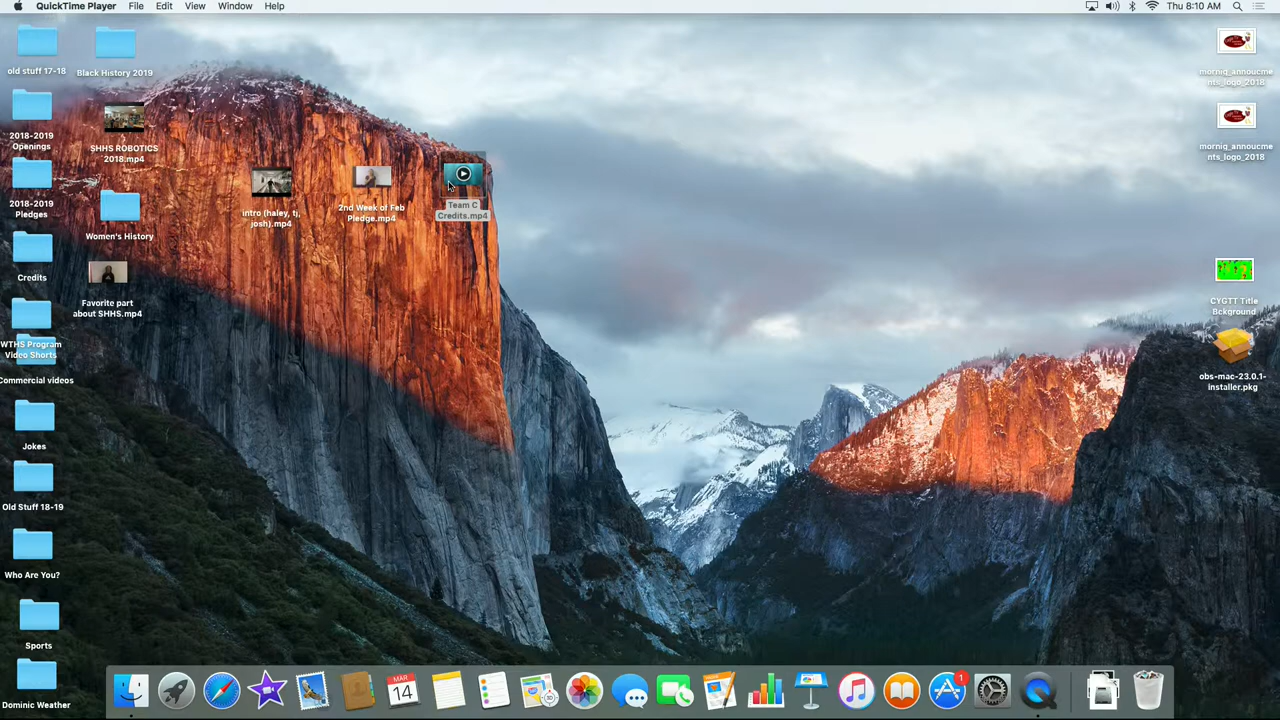 QuickTime Player File Edit View Window Help Thu 8:10 AM
old stuff 17-18
Black History 2019
2018-2019
Openings
SHHS ROBOTICS
2018.mp4
2018-2019
Pledges
Women's History
Credits
Favorite part
about SHHS.mp4
WTHS Program
Video Shorts
Commercial videos
Jokes
Old Stuff 18-19
Who Are You?
Sports
Dominic Weather
intro (haley, tj,
josh).mp4
2nd Week of Feb
Pledge.mp4
Team C
Credits.mp4
mornig_annoucme
nts_logo_2018
mornig_annoucme
nts_logo_2018
CYGTT Title
Bckground
obs-mac-23.0.1-
installer.pkg
MAR
14
1